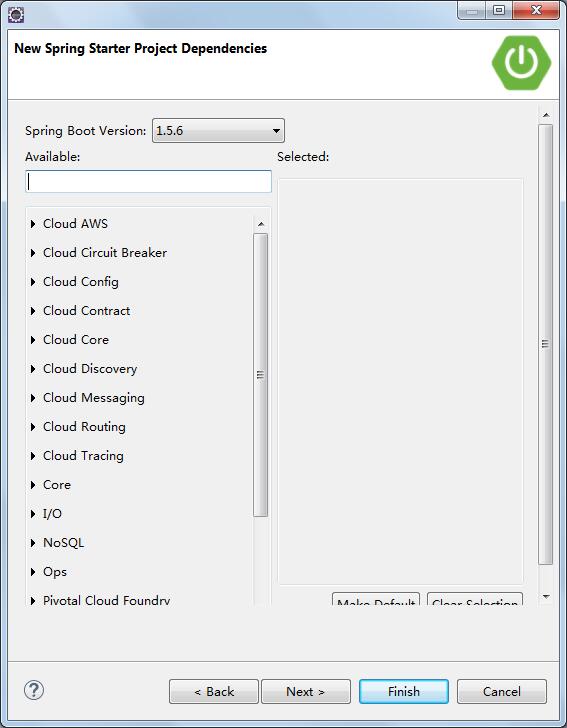 New Spring Starter Project Dependencies
Spring Boot Version: 1.5.6
Available: Selected:
Cloud AWS
Cloud Circuit Breaker
Cloud Config
Cloud Contract
Cloud Core
Cloud Discovery
Cloud Messaging
Cloud Routing
Cloud Tracing
Core
I/O
NoSQL
Ops
Pivotal Cloud Foundry
Make Default Clear Selection
? < Back Next > Finish Cancel